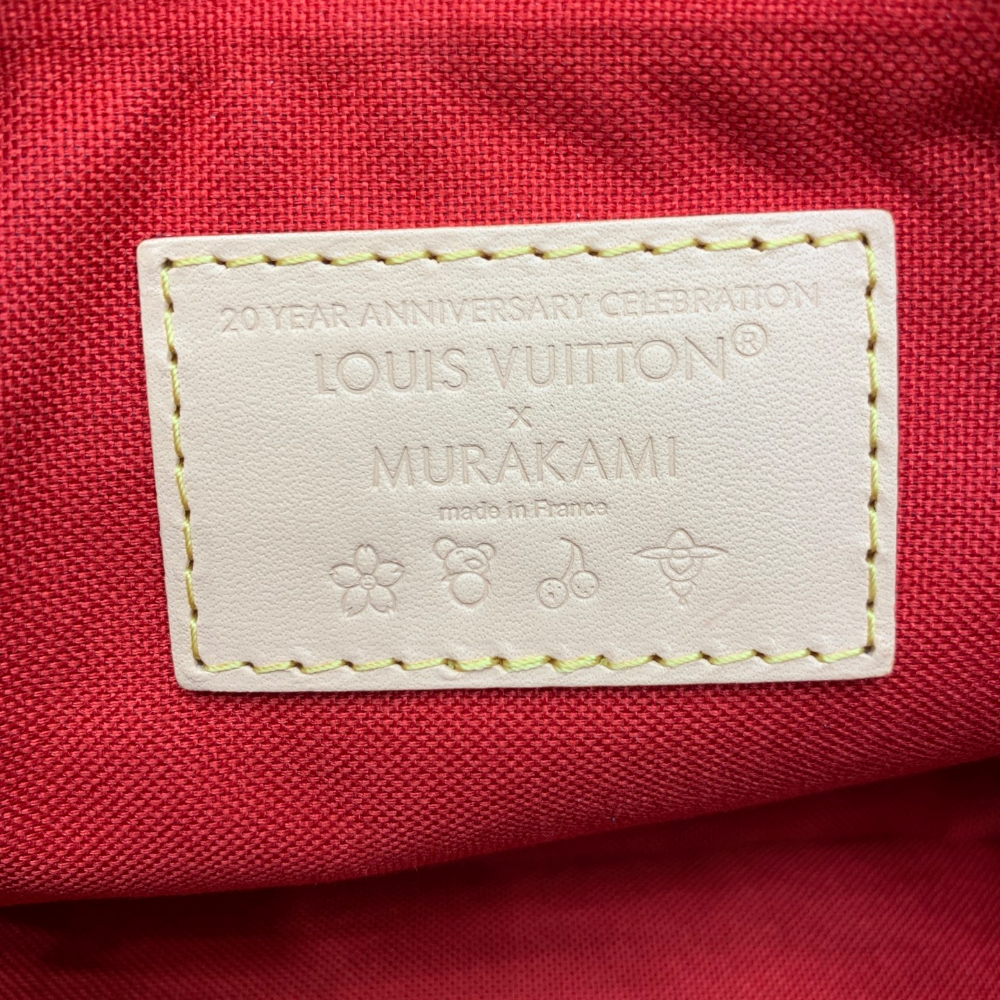 20 YEAR ANNIVERSARY CELEBRATION
LOUIS VUITTON®
x
MURAKAMI
made in France